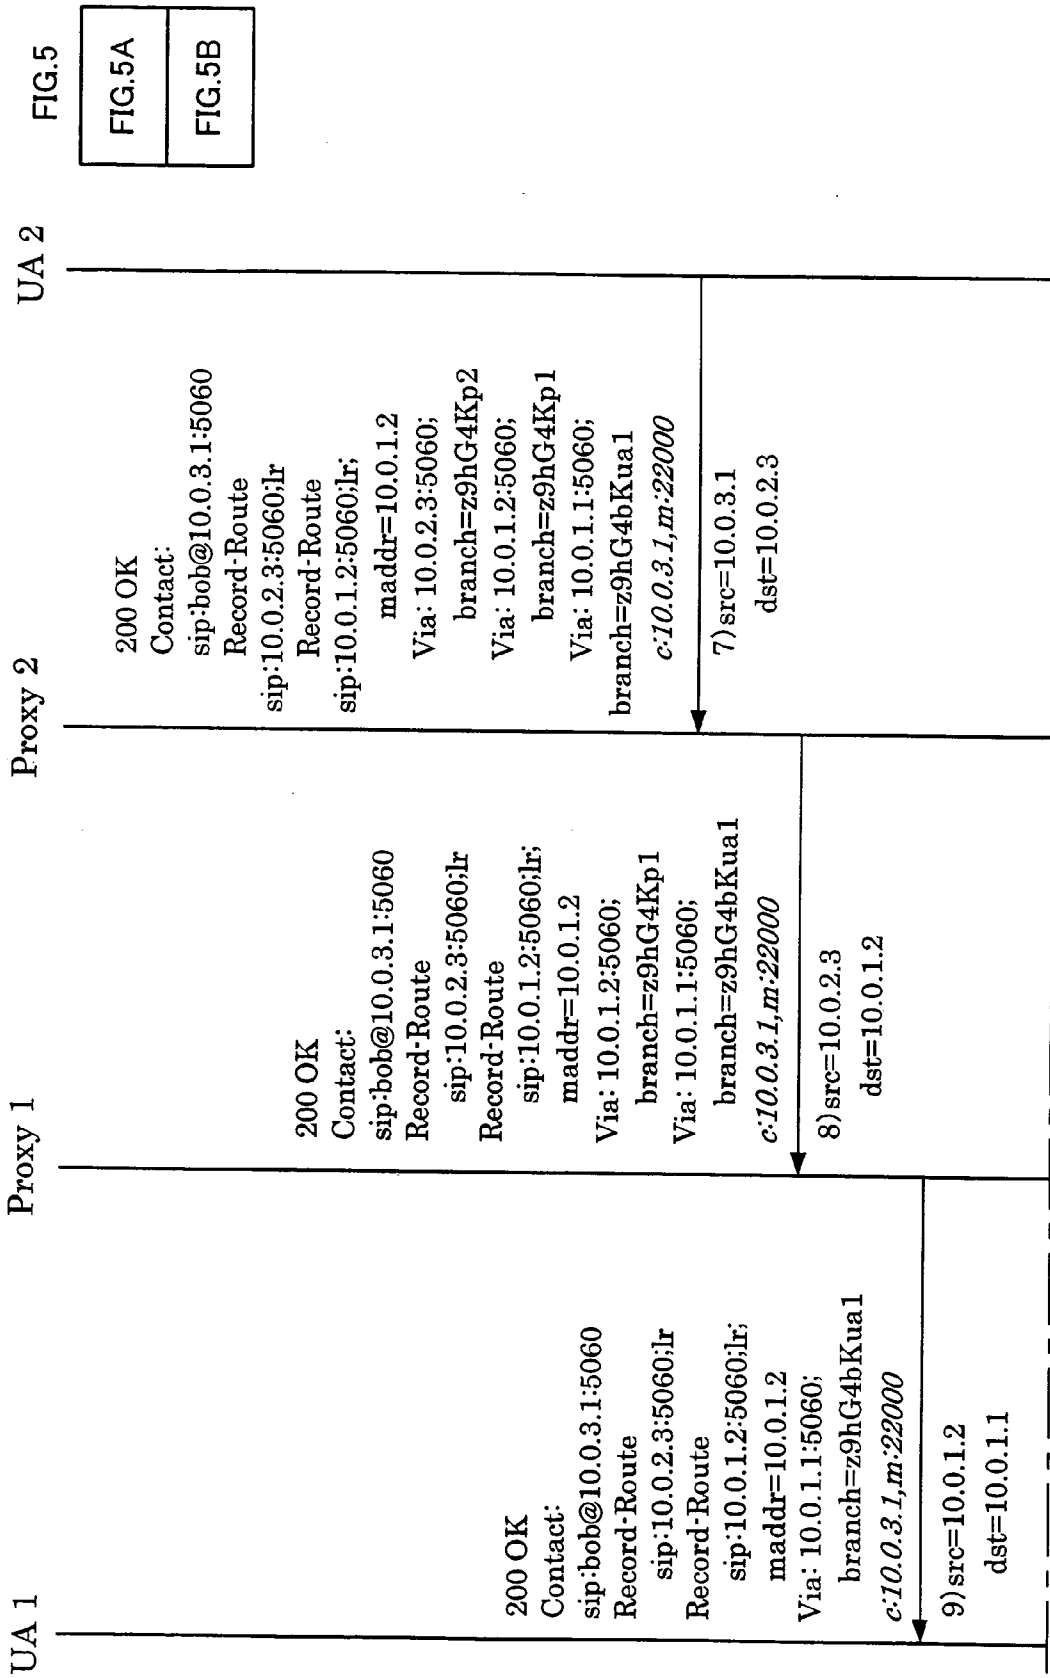 FIG.5
FIG.5A
FIG.5B
UA 1
Proxy 1
Proxy 2
UA 2
200 OK
Contact:
sip:bob@10.0.3.1:5060
Record-Route
sip:10.0.2.3:5060;lr
Record-Route
sip:10.0.1.2:5060;lr;
maddr=10.0.1.2
Via: 10.0.2.3:5060;
branch=z9hG4Kp2
Via: 10.0.1.2:5060;
branch=z9hG4Kp1
Via: 10.0.1.1:5060;
branch=z9hG4bKua1
c:10.0.3.1,m:22000
7)src=10.0.3.1
dst=10.0.2.3
200 OK
Contact:
sip:bob@10.0.3.1:5060
Record-Route
sip:10.0.2.3:5060;lr
Record-Route
sip:10.0.1.2:5060;lr;
maddr=10.0.1.2
Via: 10.0.1.2:5060;
branch=z9hG4Kp1
Via: 10.0.1.1:5060;
branch=z9hG4bKua1
c:10.0.3.1,m:22000
8)src=10.0.2.3
dst=10.0.1.2
200 OK
Contact:
sip:bob@10.0.3.1:5060
Record-Route
sip:10.0.2.3:5060;lr
Record-Route
sip:10.0.1.2:5060;lr;
maddr=10.0.1.2
Via: 10.0.1.1:5060;
branch=z9hG4bKua1
c:10.0.3.1,m:22000
9)src=10.0.1.2
dst=10.0.1.1